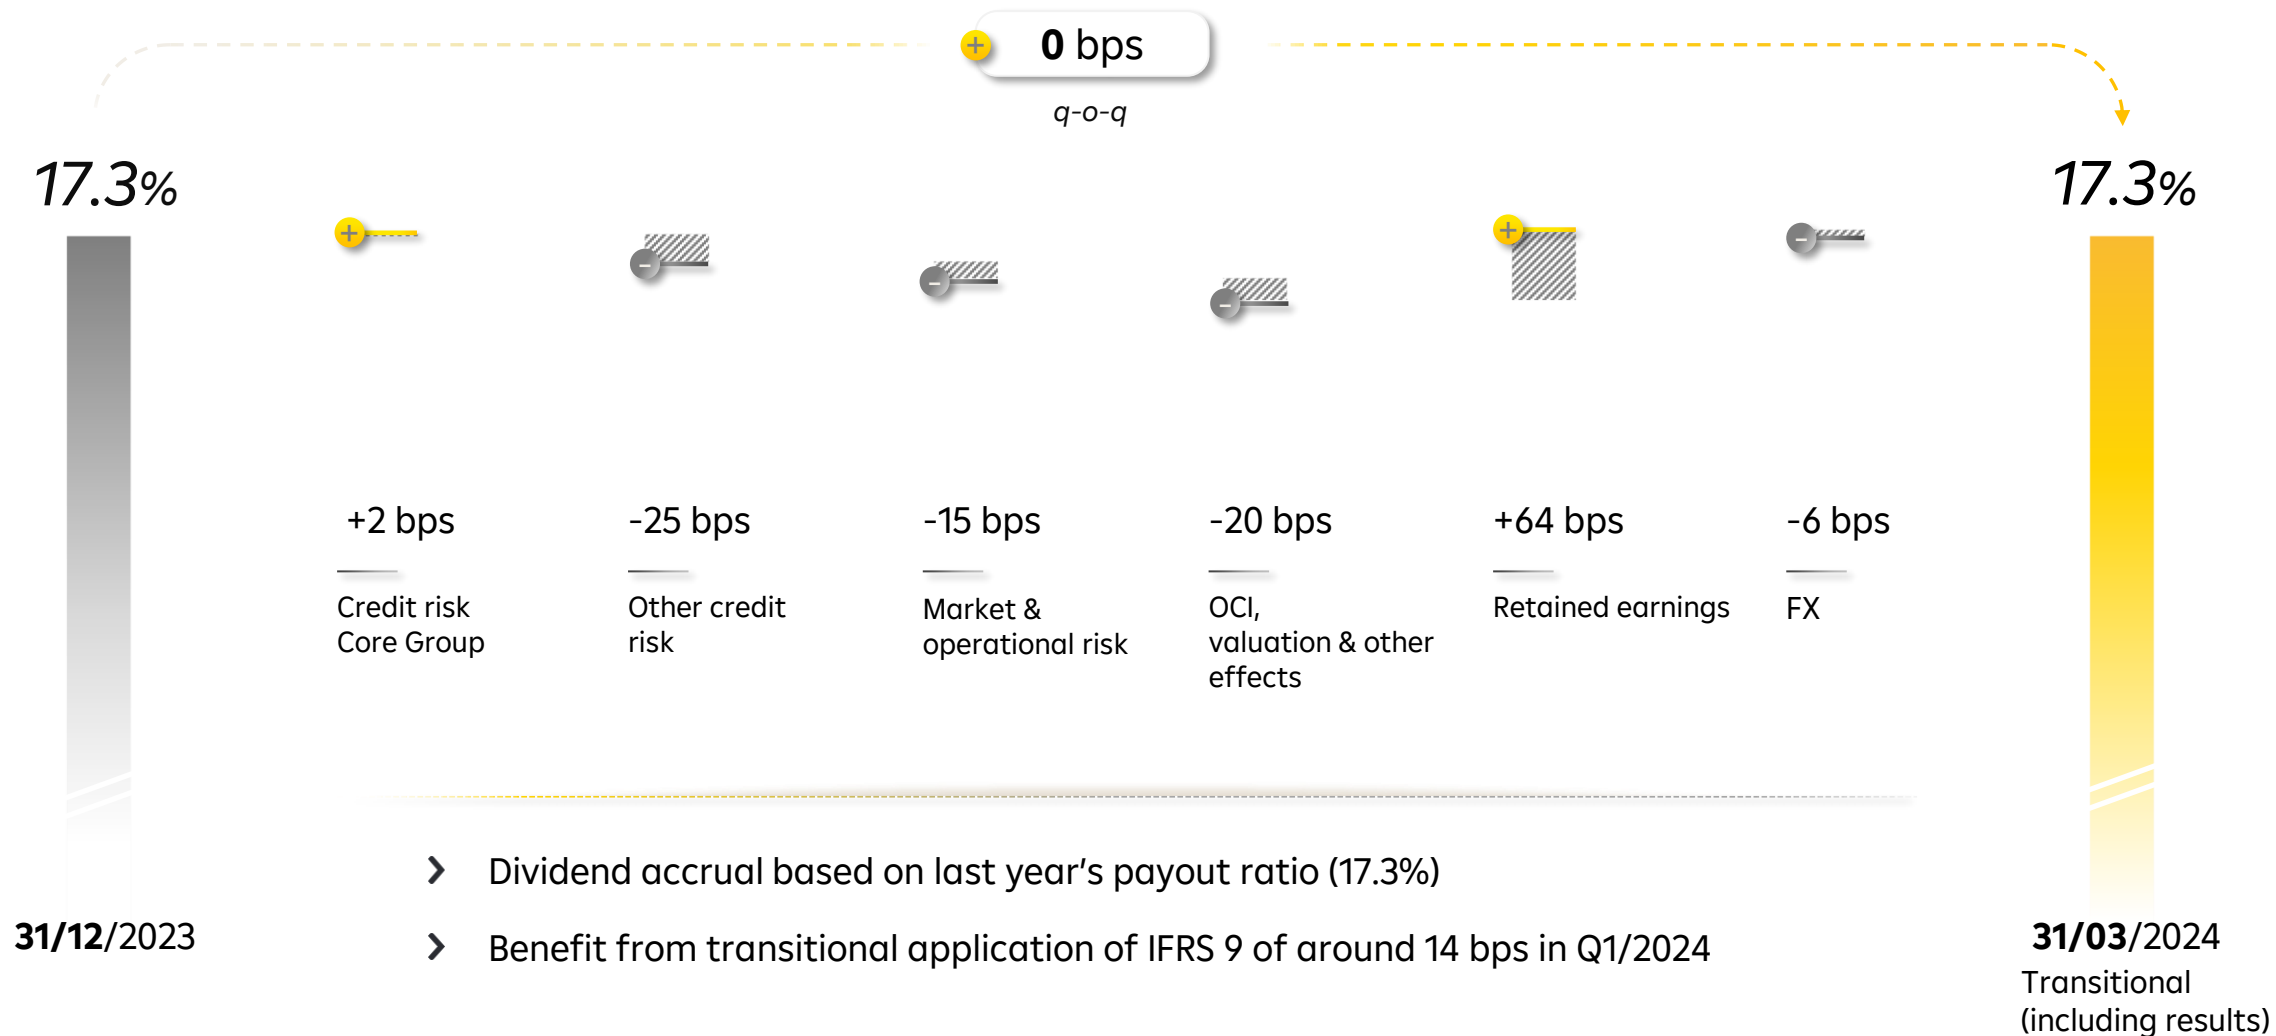 0 bps
q-o-q
17.3%
17.3%
+2 bps
-25 bps
-15 bps
-20 bps
+64 bps
-6 bps
Credit risk
Core Group
Other credit
risk
Market &
operational risk
OCI,
valuation & other
effects
Retained earnings
FX
Dividend accrual based on last year's payout ratio (17.3%)
Benefit from transitional application of IFRS 9 of around 14 bps in Q1/2024
31/12/2023
31/03/2024
Transitional
(including results)